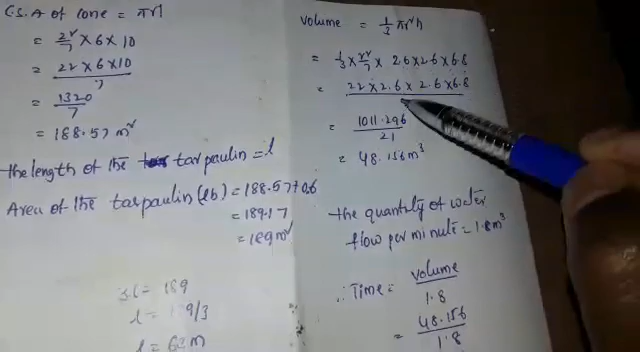 C.S.A of cone = πrl
= 22/7 × 6 × 10
= 22 × 6 × 10 / 7
= 1320/7
= 188.57 m²
The length of the tarpaulin = l
Area of the tarpaulin (lb) = 188.57+0.6
= 189.17
= 189 m²
3l = 189
l = 189/3
l = 63 m
Volume = 1/3 πr²h
= 1/3 × 22/7 × 2.6 × 2.6 × 6.8
= 22 × 2.6 × 2.6 × 6.8
= 1011.296 / 21
= 48.156 m³
The quantity of water
flow per minute = 1.8 m³
∴ Time = volume / 1.8
= 48.156 / 1.8